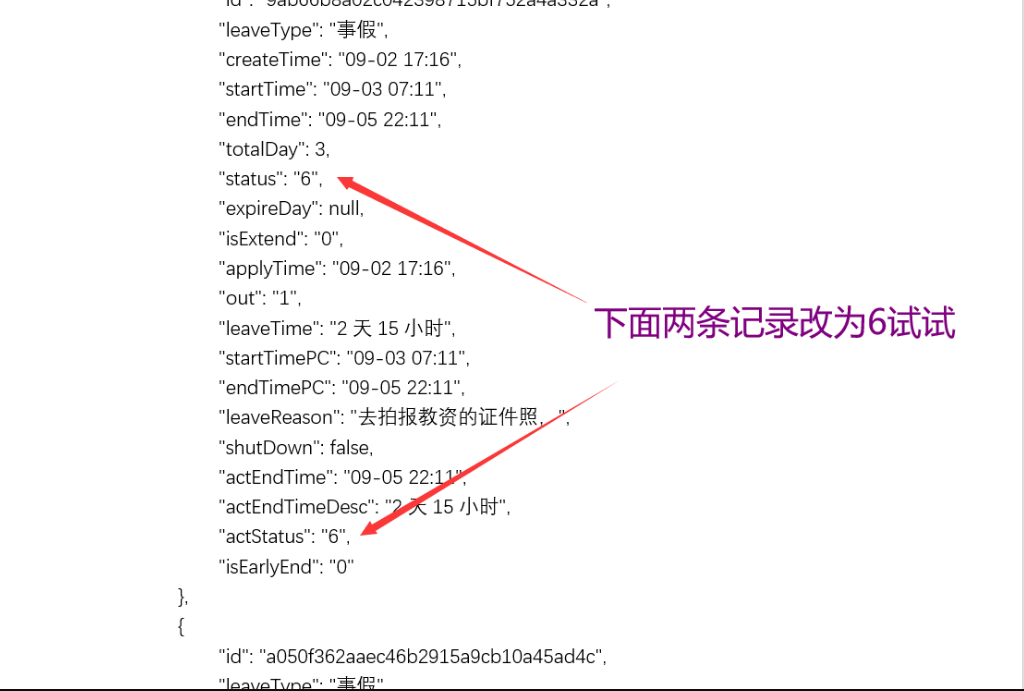 "id": "9ab66b8a02c042398715bf752a4a332a",
"leaveType": "事假",
"createTime": "09-02 17:16",
"startTime": "09-03 07:11",
"endTime": "09-05 22:11",
"totalDay": 3,
"status": "6",
"expireDay": null,
"isExtend": "0",
"applyTime": "09-02 17:16",
"out": "1",
"leaveTime": "2 天 15 小时",
下面两条记录改为6试试
"startTimePC": "09-03 07:11",
"endTimePC": "09-05 22:11",
"leaveReason": "去拍报教资的证件照，",
"shutDown": false,
"actEndTime": "09-05 22:11",
"actEndTimeDesc": "2 天 15 小时",
"actStatus": "6",
"isEarlyEnd": "0"
},
{
"id": "a050f362aaec46b2915a9cb10a45ad4c",
"leaveType": "事假"